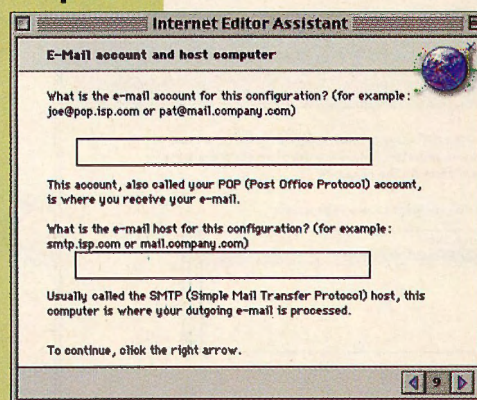 Internet Editor Assistant
E-Mail account and host computer
What is the e-mail account for this configuration? (for example:
joe@pop.isp.com or pat@mail.company.com)
This account, also called your POP (Post Office Protocol) account,
is where you receive your e-mail.
What is the e-mail host for this configuration? (for example:
smtp.isp.com or mail.company.com)
Usually called the SMTP (Simple Mail Transfer Protocol) host, this
computer is where your outgoing e-mail is processed.
To continue, click the right arrow.
9